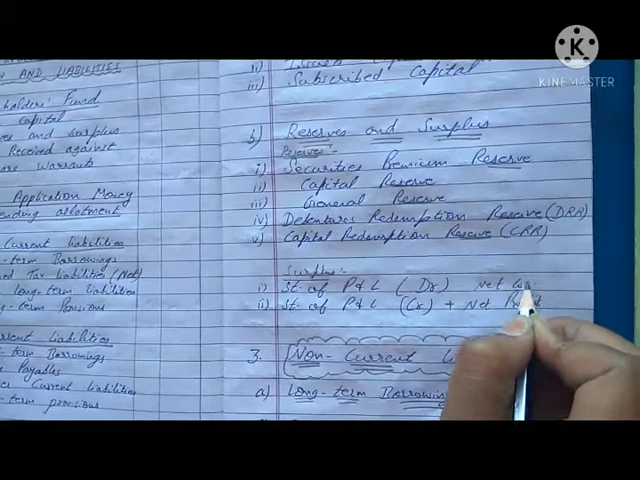 Y AND LIABILITIES
holders' Fund
capital
es and surplus
Received against
are warrants
Application Money
ending allotment
Current liabilities
-term Borrowings
ed Tax liabilities (Net)
long-term liabilities
g-term Provisions
Current liabilities
-term Borrowings
Payables
er Current liabilities
-term provisions
ii) Issued
iii) Subscribed Capital
b) Reserves and Surplus
Reserves :-
i) Securities Premium Reserve
ii) Capital Reserve
iii) General Reserve
iv) Debentures Redemption Reserve (DRR)
v) Capital Redemption Reserve (CRR)
Surplus :-
i) St. of P & L (Dr) Net
ii) St. of P & L (Cr) + Net
3. Non-Current
a) Long-term Borrowing
K
KINEMASTER